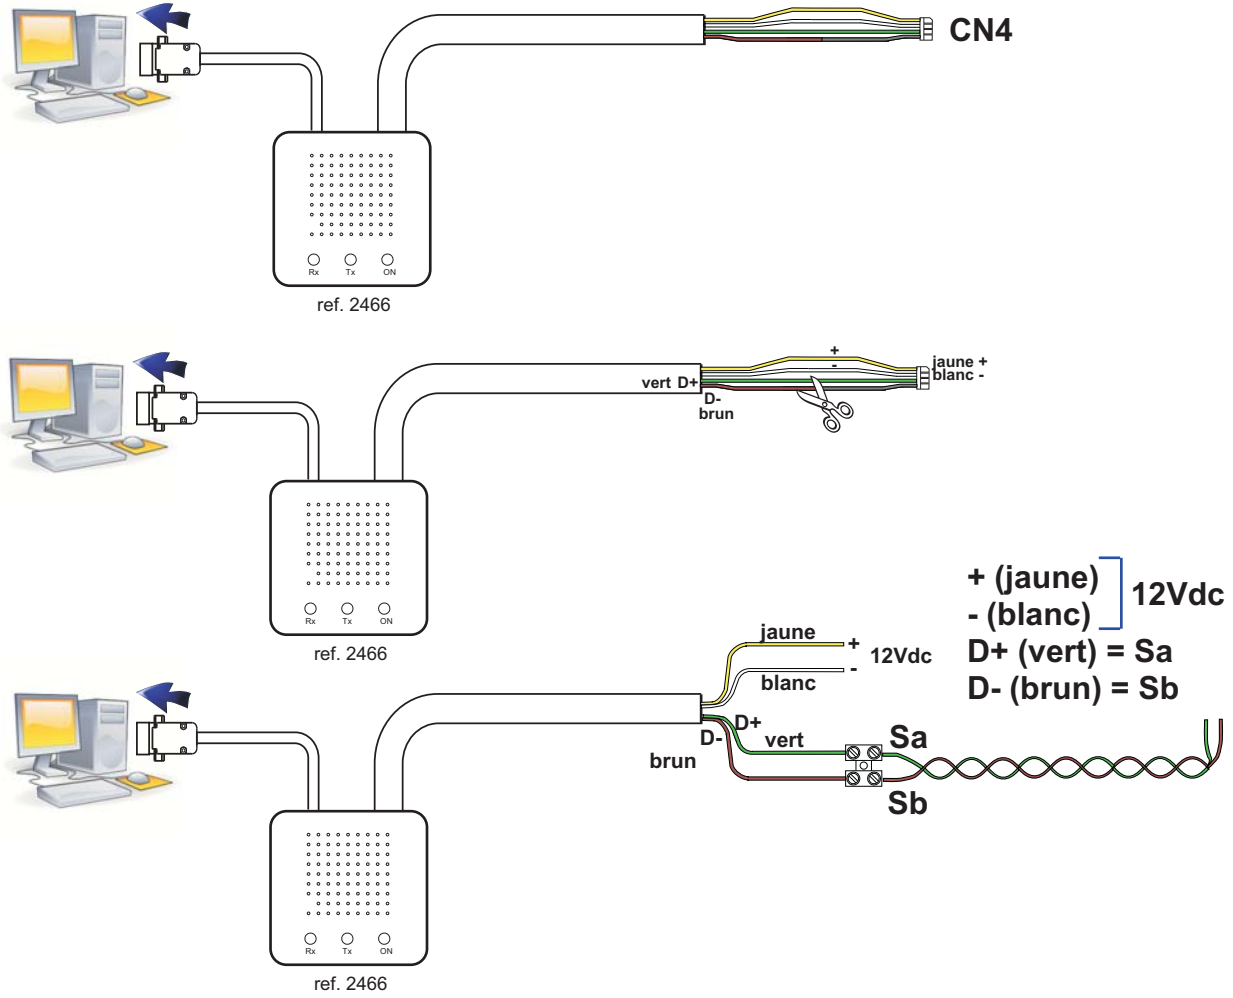 CN4
Rx Tx ON
ref. 2466
+
-
jaune +
blanc -
vert D+
D-
brun
Rx Tx ON
ref. 2466
+ (jaune)
- (blanc)
12Vdc
D+ (vert) = Sa
D- (brun) = Sb
jaune +
12Vdc
blanc -
D+
D-
vert
brun
Sa
Sb
Rx Tx ON
ref. 2466